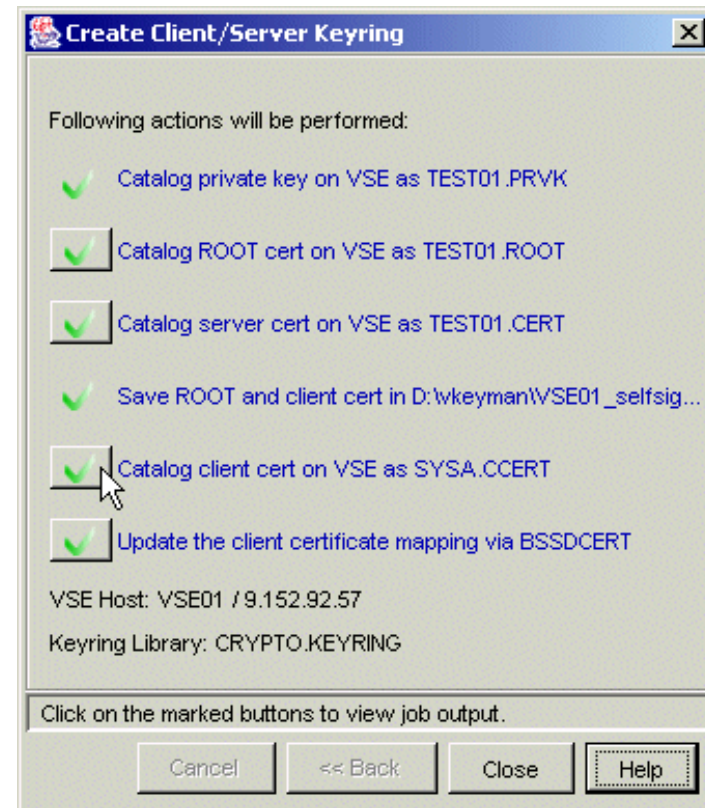 Create Client/Server Keyring
Following actions will be performed:
Catalog private key on VSE as TEST01.PRVK
Catalog ROOT cert on VSE as TEST01.ROOT
Catalog server cert on VSE as TEST01.CERT
Save ROOT and client cert in D:\vkeyman\VSE01_selfsig...
Catalog client cert on VSE as SYSA.CCERT
Update the client certificate mapping via BSSDCERT
VSE Host: VSE01 / 9.152.92.57
Keyring Library: CRYPTO.KEYRING
Click on the marked buttons to view job output.
Cancel << Back Close Help